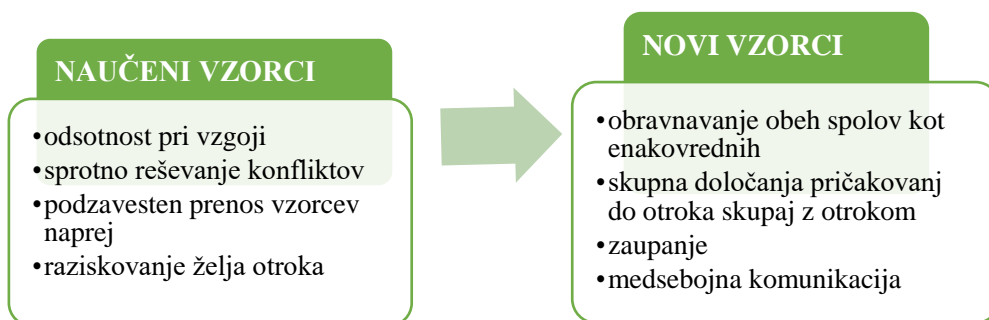 NAUČENI VZORCI
•odsotnost pri vzgoji
•sprotno reševanje konfliktov
•podzavesten prenos vzorcev
naprej
•raziskovanje želja otroka
NOVI VZORCI
•obravnavanje obeh spolov kot
enakovrednih
•skupna določanja pričakovanj
do otroka skupaj z otrokom
•zaupanje
•medsebojna komunikacija